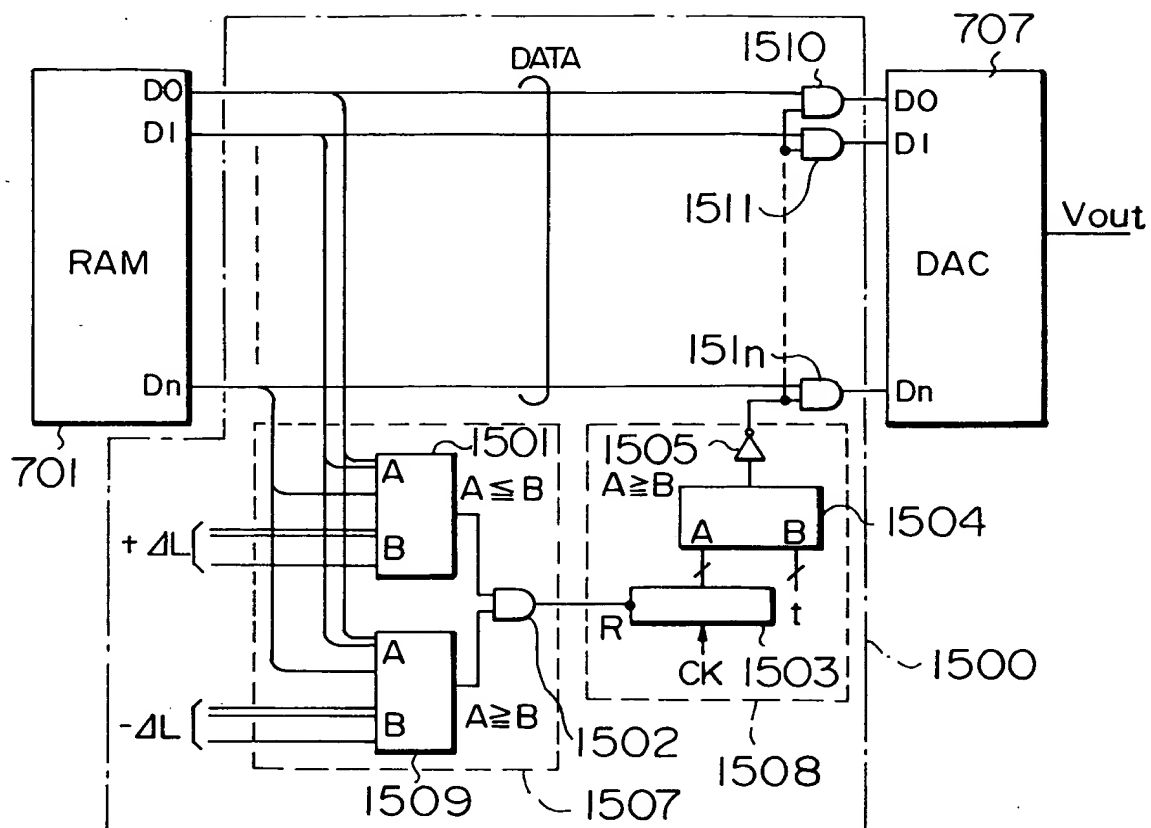 1510
707
DATA
D0
D0
D1
D1
1511
Vout
RAM
DAC
151n
Dn
Dn
701
1501
1505
A
A≦B
A≧B
1504
+ΔL
B
A
B
R
t
1503
CK
1500
A
-ΔL
B
A≧B
1502
1508
1509
1507